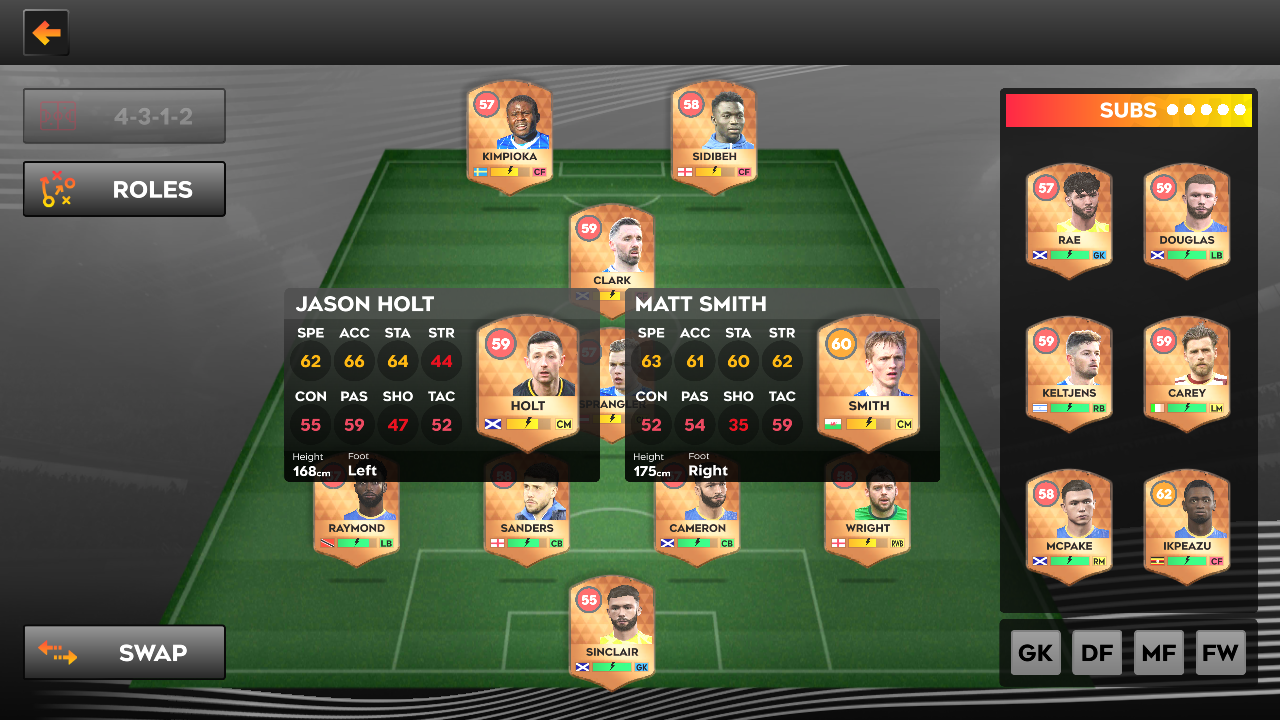 4-3-1-2
ROLES
57
KIMPIOKA
CF
58
SIDIBEH
CF
59
CLARK
JASON HOLT
SPE ACC STA STR
62 66 64 44
CON PAS SHO TAC
55 59 47 52
Height Foot
168cm Left
59
HOLT
CM
57
SPRANGLER
MATT SMITH
SPE ACC STA STR
63 61 60 62
CON PAS SHO TAC
52 54 35 59
Height Foot
175cm Right
60
SMITH
CM
RAYMOND
LB
58
SANDERS
CB
CAMERON
CB
58
WRIGHT
RWB
55
SINCLAIR
GK
SWAP
SUBS
57
RAE
GK
59
DOUGLAS
LB
59
KELTJENS
RB
59
CAREY
LM
58
MCPAKE
RM
62
IKPEAZU
CF
GK DF MF FW